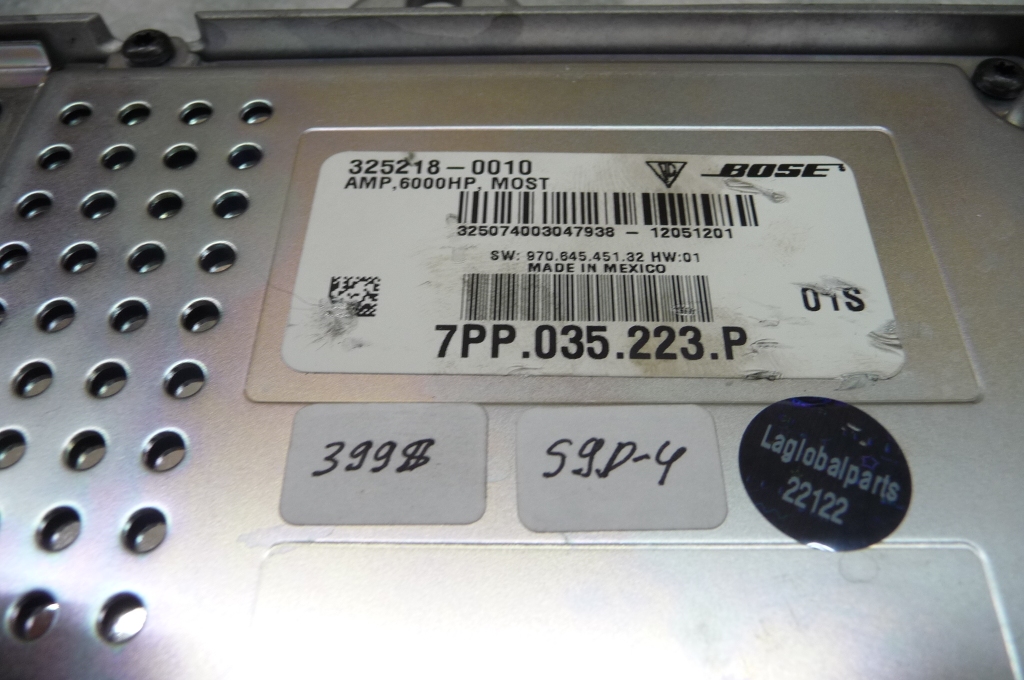 325218-0010
BOSE
AMP,6000HP, MOST
325074003047938 - 12051201
SW: 970.645.451.32 HW:01
MADE IN MEXICO
01S
7PP.035.223.P
399$
S9D-4
Laglobalparts
22122